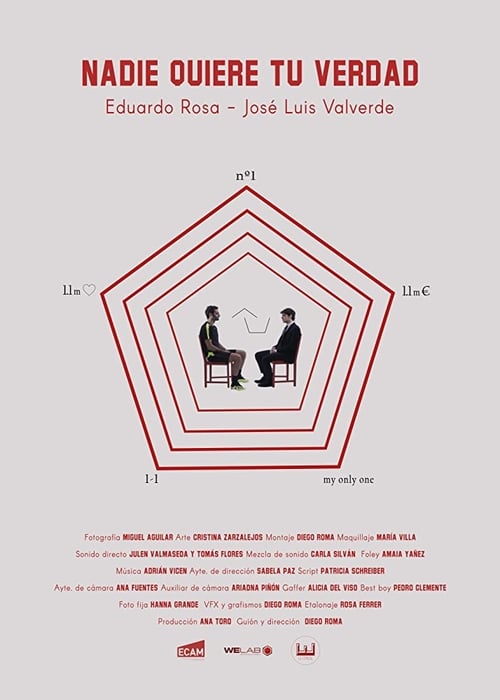 NADIE QUIERE TU VERDAD
Eduardo Rosa - José Luis Valverde
nº1
1.1m♡
1.1m€
1-1
my only one
Fotografía MIGUEL AGUILAR Arte CRISTINA ZARZALEJOS Montaje DIEGO ROMA Maquillaje MARÍA VILLA
Sonido directo JULEN VALMASEDA Y TOMÁS FLORES Mezcla de sonido CARLA SILVÁN Foley AMAIA YAÑEZ
Música ADRIÁN VICEN Ayte. de dirección SABELA PAZ Script PATRICIA SCHREIBER
Ayte. de cámara ANA FUENTES Auxiliar de cámara ARIADNA PIÑÓN Gaffer ALICIA DEL VISO Best boy PEDRO CLEMENTE
Foto fija HANNA GRANDE VFX y grafismos DIEGO ROMA Etalonaje ROSA FERRER
Producción ANA TORO Guión y dirección DIEGO ROMA
ECAM
WELAB